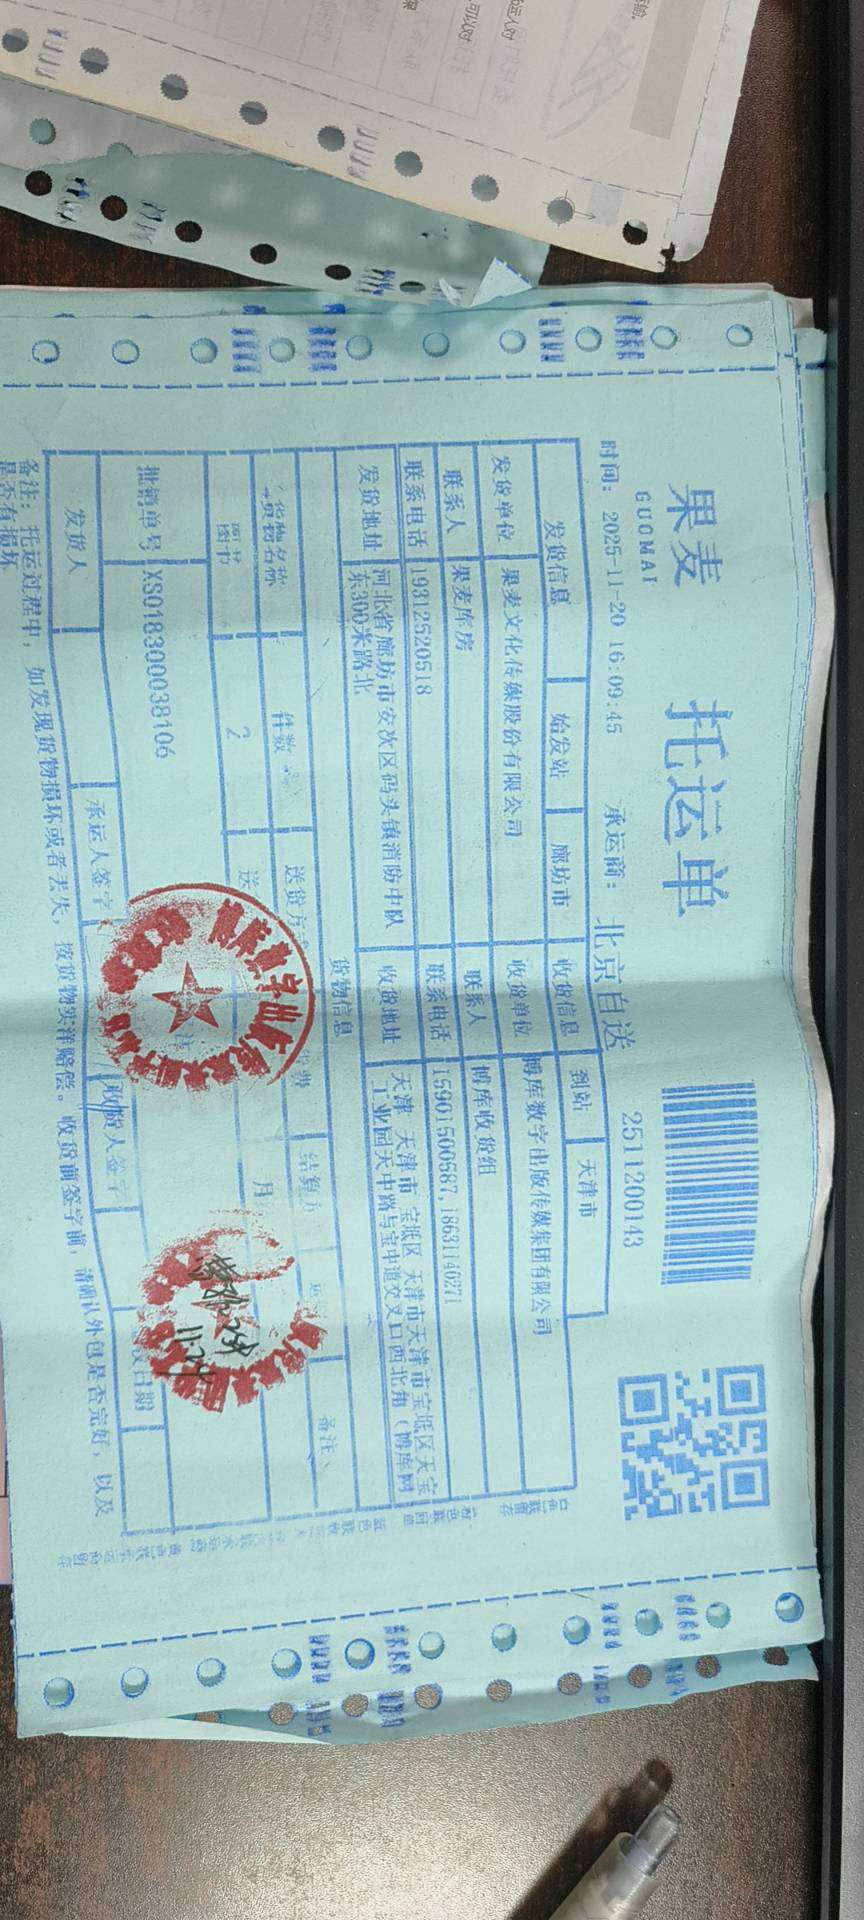 果麦
GUOMAI
托运单
2511200143
时间: 2025-11-20 16:09:45 承运商: 北京自送
发货信息 始发站 廊坊市 收货信息 到站 天津市
发货单位 果麦文化传媒股份有限公司 收货单位 博库数字出版传媒集团有限公司
联系人 果麦库房 联系人 博库收货组
联系电话 19312520518 联系电话 15901500587,18631140271
发货地址 河北省廊坊市安次区码头镇消防中队东300米路北 收货地址 天津 天津市 宝坻区 天津市天津市宝坻区天宝工业园天中路与宝中道交叉口西北角(博库网
货物信息
货物名称 件数 送货方 结算方 备注
图书 2 送 月
批销单号 XS018300038106
发货人 承运人签字 收货人签字 日期
备注: 托运过程中, 如发现货物损坏或者丢失, 按货物实洋赔偿。收货前签字前, 请确认外包是否完好, 以及
是否有损坏
白色联留存
11.24